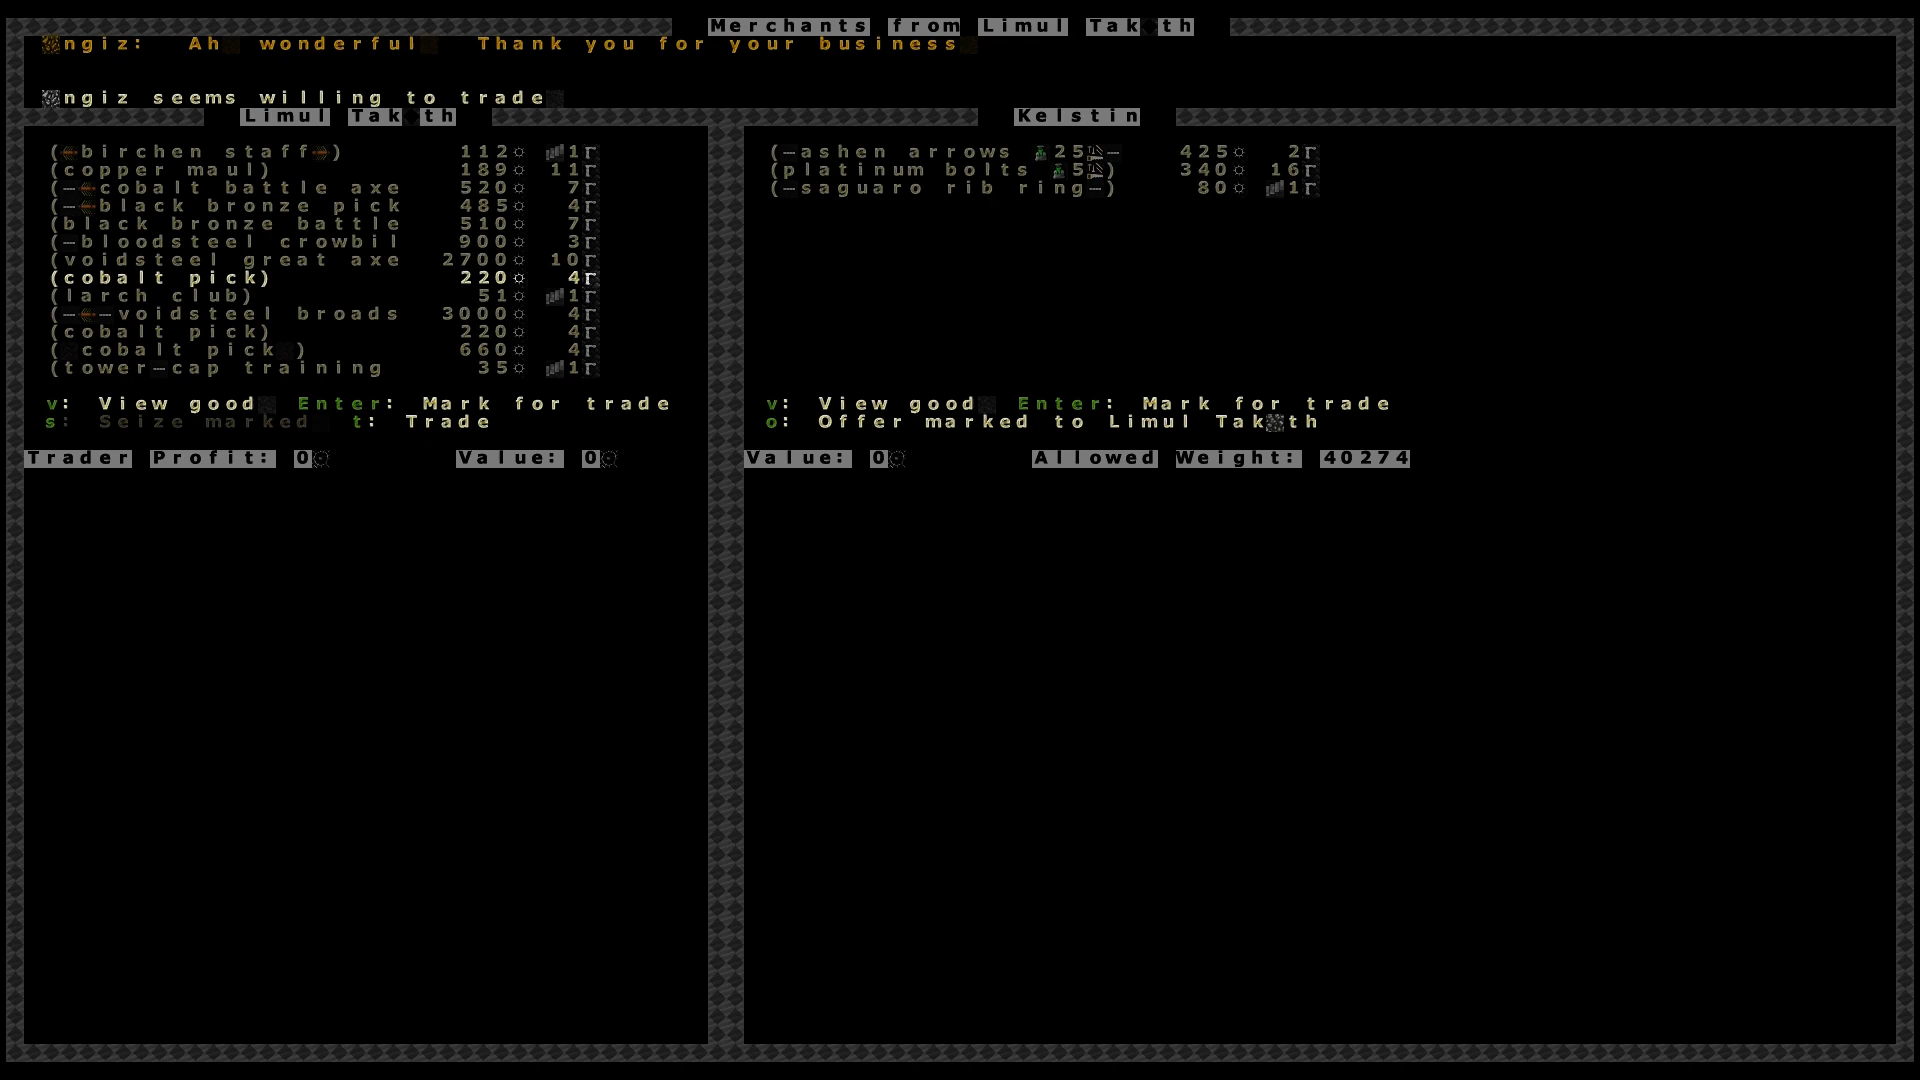 Merchants from Limul Tak th
ngiz: Ah wonderful Thank you for your business
ngiz seems willing to trade
Limul Tak th
Kelstin
(birchen staff) 112☼ 1Γ
(copper maul) 189☼ 11Γ
(-cobalt battle axe 520☼ 7Γ
(-black bronze pick 485☼ 4Γ
(black bronze battle 510☼ 7Γ
(-bloodsteel crowbil 900☼ 3Γ
(voidsteel great axe 2700☼ 10Γ
(cobalt pick) 220☼ 4Γ
(larch club) 51☼ 1Γ
(--voidsteel broads 3000☼ 4Γ
(cobalt pick) 220☼ 4Γ
( cobalt pick ) 660☼ 4Γ
(tower-cap training 35☼ 1Γ
v: View good Enter: Mark for trade
s: Seize marked t: Trade
Trader Profit: 0☼ Value: 0☼
(-ashen arrows 25- 425☼ 2Γ
(platinum bolts 5) 340☼ 16Γ
(-saguaro rib ring-) 80☼ 1Γ
v: View good Enter: Mark for trade
o: Offer marked to Limul Tak th
Value: 0☼ Allowed Weight: 40274